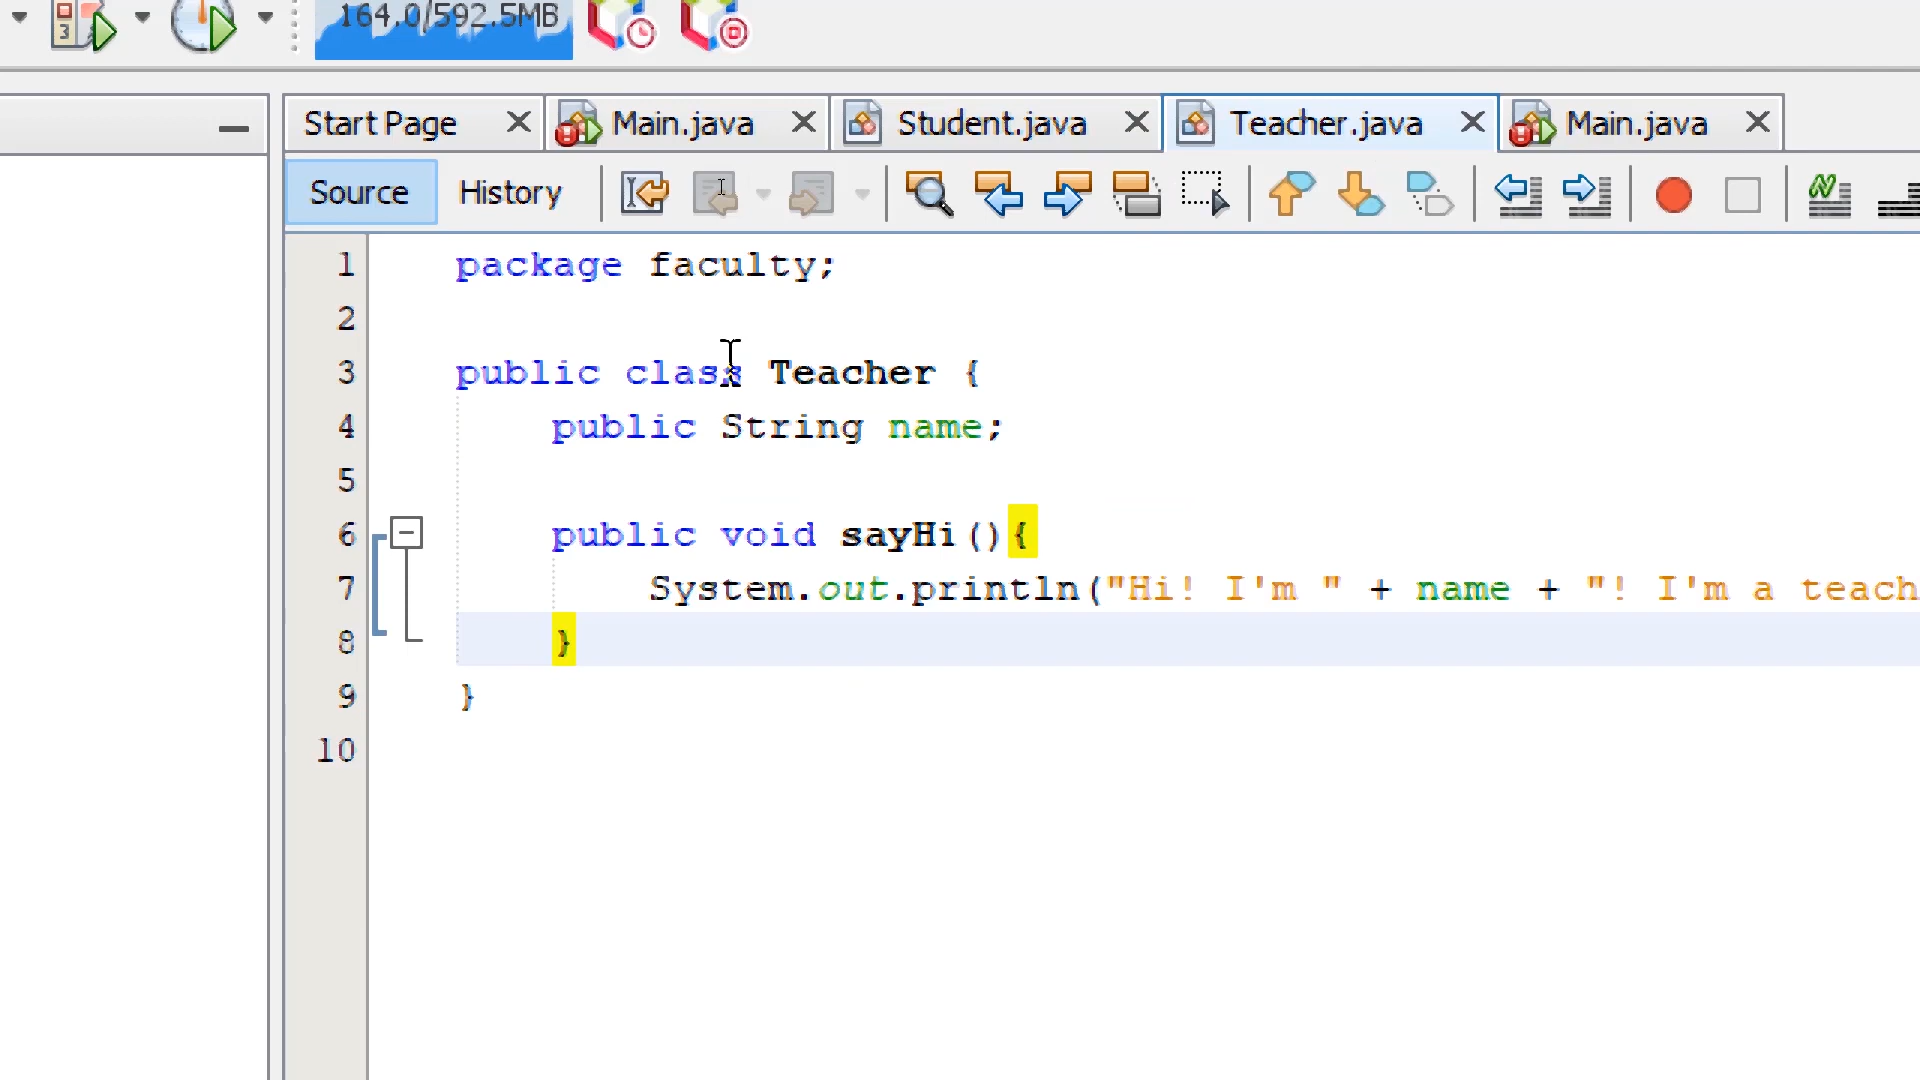 164.0/592.5MB
Start Page Main.java Student.java Teacher.java Main.java
Source History
1 package faculty;
2
3 public class Teacher {
4 public String name;
5
6 public void sayHi(){
7 System.out.println("Hi! I'm " + name + "! I'm a teach
8 }
9 }
10